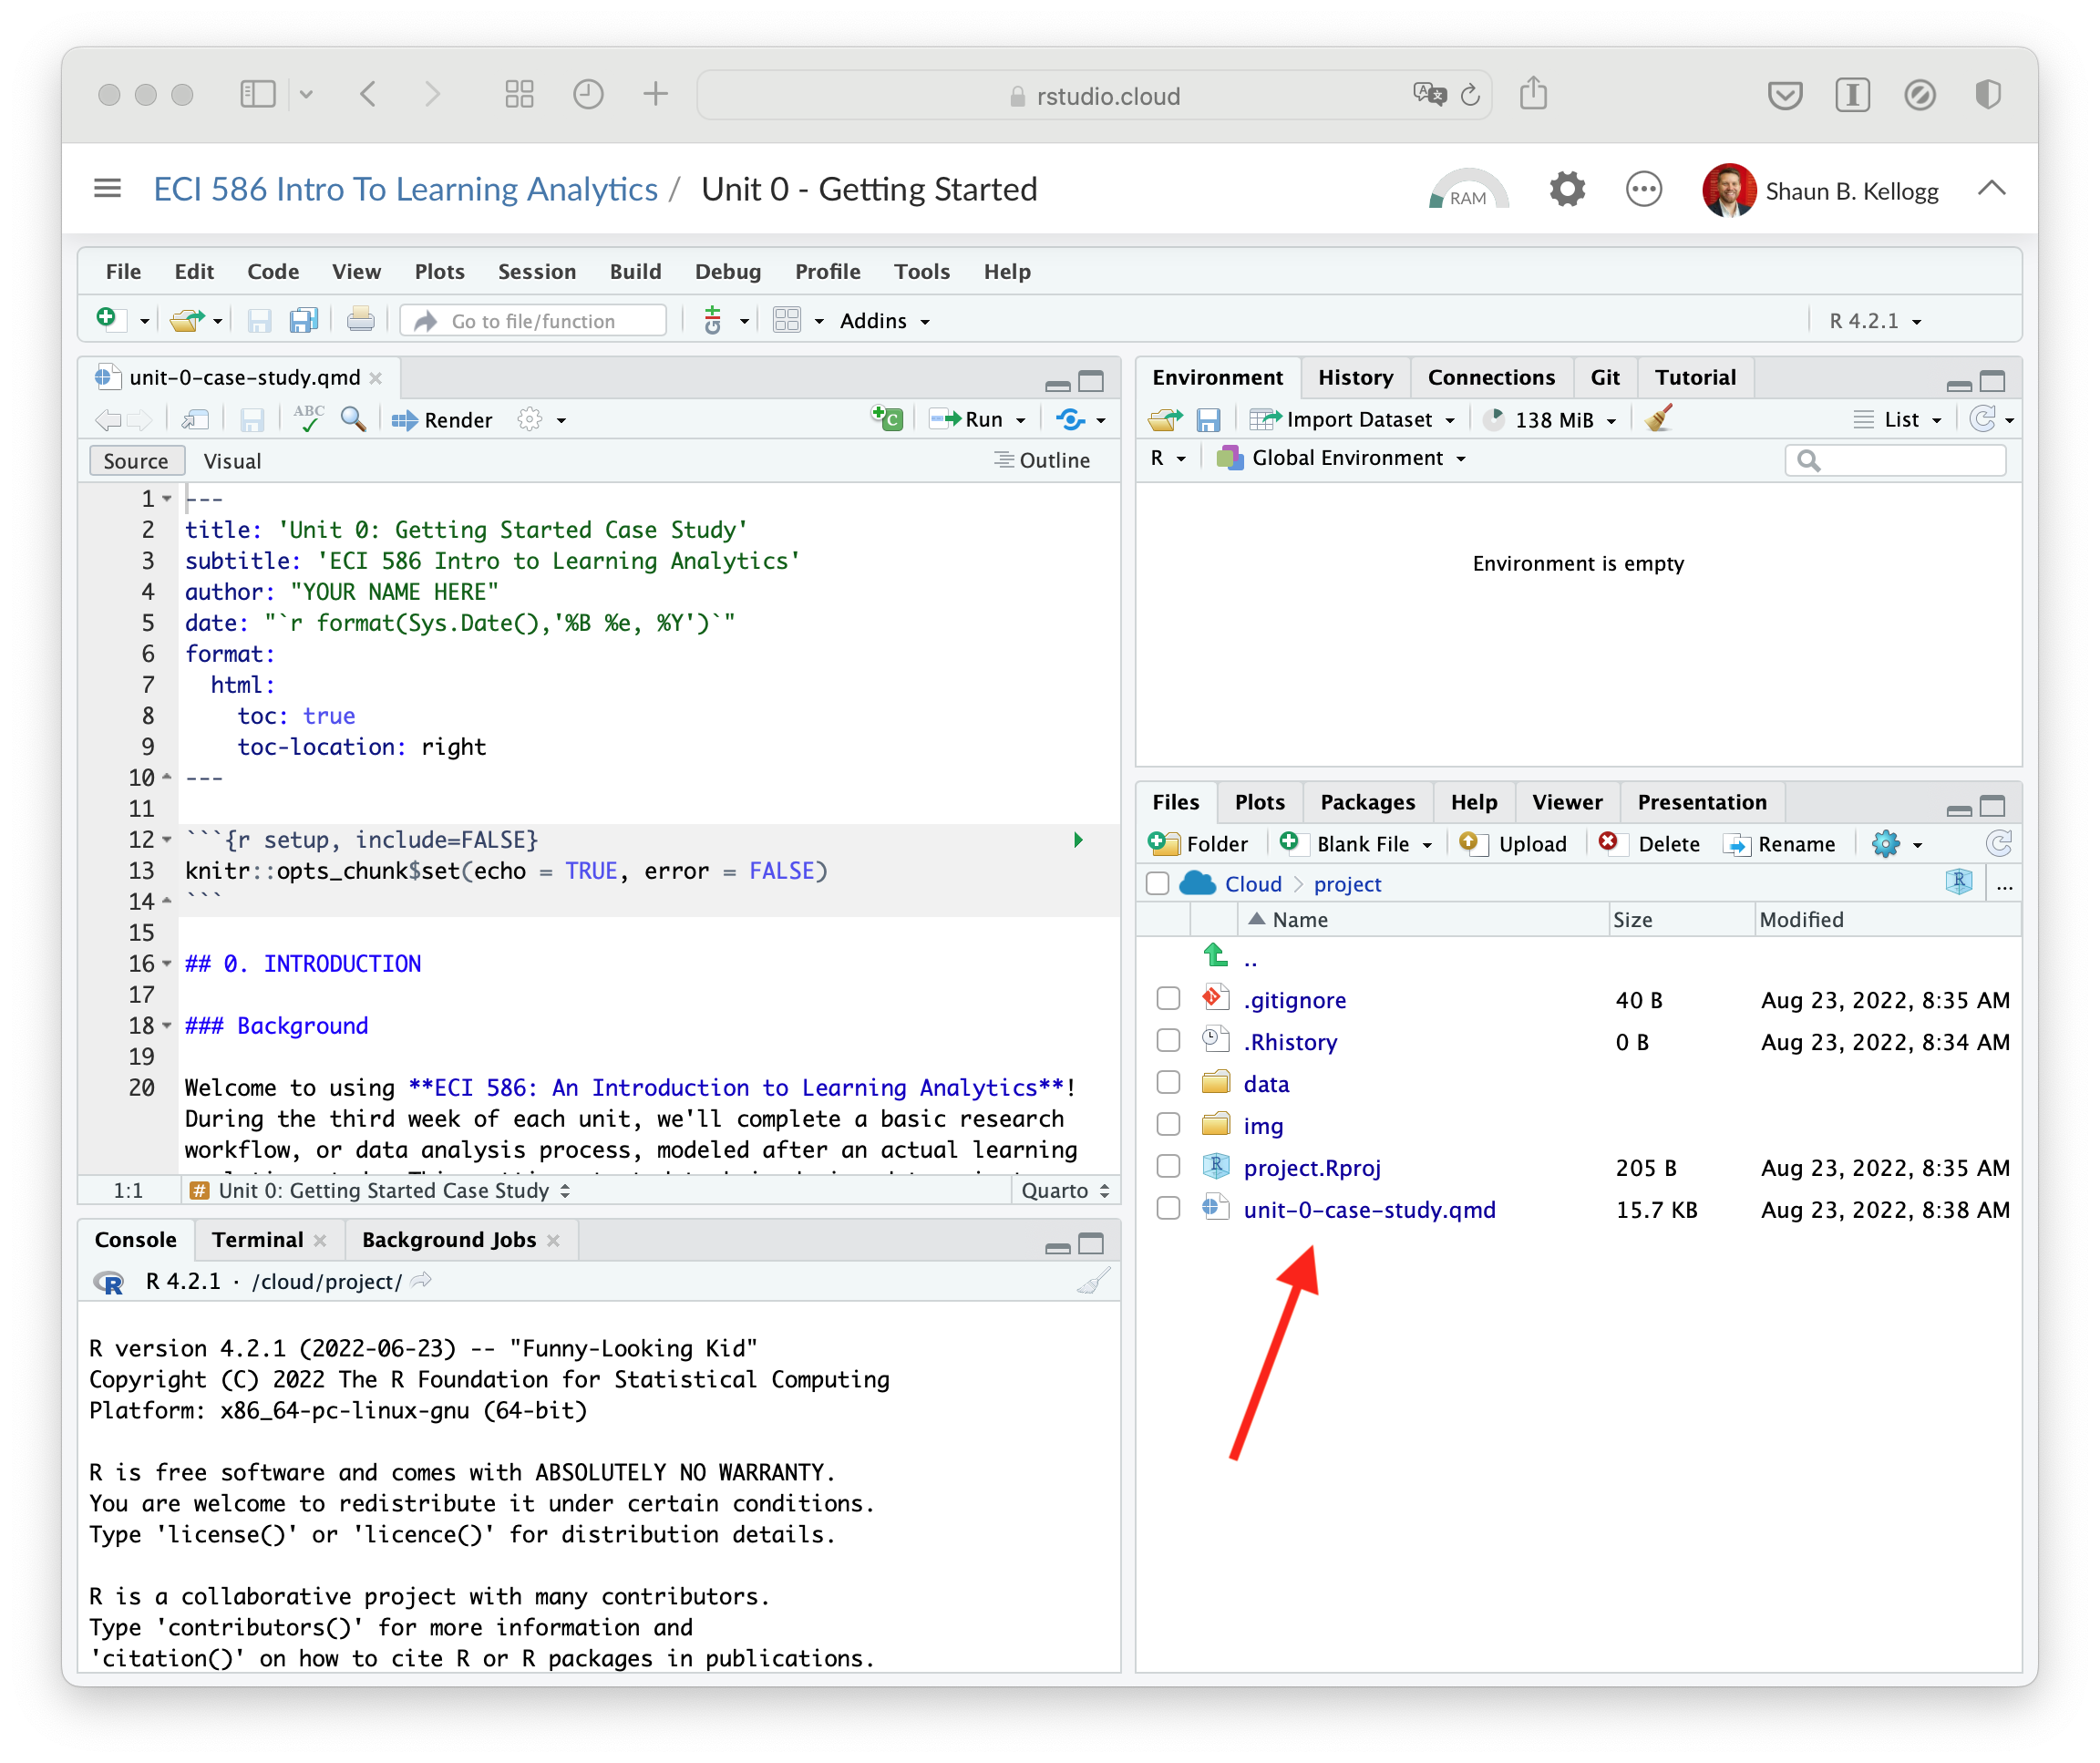 rstudio.cloud
ECI 586 Intro To Learning Analytics / Unit 0 - Getting Started
RAM
Shaun B. Kellogg
File Edit Code View Plots Session Build Debug Profile Tools Help
Go to file/function
Git
Addins
R 4.2.1
unit-0-case-study.qmd
ABC
Render
C
Run
Source Visual
Outline
1 ---
2 title: 'Unit 0: Getting Started Case Study'
3 subtitle: 'ECI 586 Intro to Learning Analytics'
4 author: "YOUR NAME HERE"
5 date: "`r format(Sys.Date(),'%B %e, %Y')`"
6 format:
7 html:
8 toc: true
9 toc-location: right
10 ---
11
12 ```{r setup, include=FALSE}
13 knitr::opts_chunk$set(echo = TRUE, error = FALSE)
14 ```
15
16 ## 0. INTRODUCTION
17
18 ### Background
19
20 Welcome to using **ECI 586: An Introduction to Learning Analytics**!
During the third week of each unit, we'll complete a basic research
workflow, or data analysis process, modeled after an actual learning
1:1 # Unit 0: Getting Started Case Study Quarto
Console Terminal Background Jobs
R 4.2.1 · /cloud/project/
R version 4.2.1 (2022-06-23) -- "Funny-Looking Kid"
Copyright (C) 2022 The R Foundation for Statistical Computing
Platform: x86_64-pc-linux-gnu (64-bit)
R is free software and comes with ABSOLUTELY NO WARRANTY.
You are welcome to redistribute it under certain conditions.
Type 'license()' or 'licence()' for distribution details.
R is a collaborative project with many contributors.
Type 'contributors()' for more information and
'citation()' on how to cite R or R packages in publications.
Environment History Connections Git Tutorial
Import Dataset 138 MiB List
R Global Environment
Environment is empty
Files Plots Packages Help Viewer Presentation
Folder Blank File Upload Delete Rename
Cloud > project ...
Name Size Modified
..
.gitignore 40 B Aug 23, 2022, 8:35 AM
.Rhistory 0 B Aug 23, 2022, 8:34 AM
data
img
project.Rproj 205 B Aug 23, 2022, 8:35 AM
unit-0-case-study.qmd 15.7 KB Aug 23, 2022, 8:38 AM